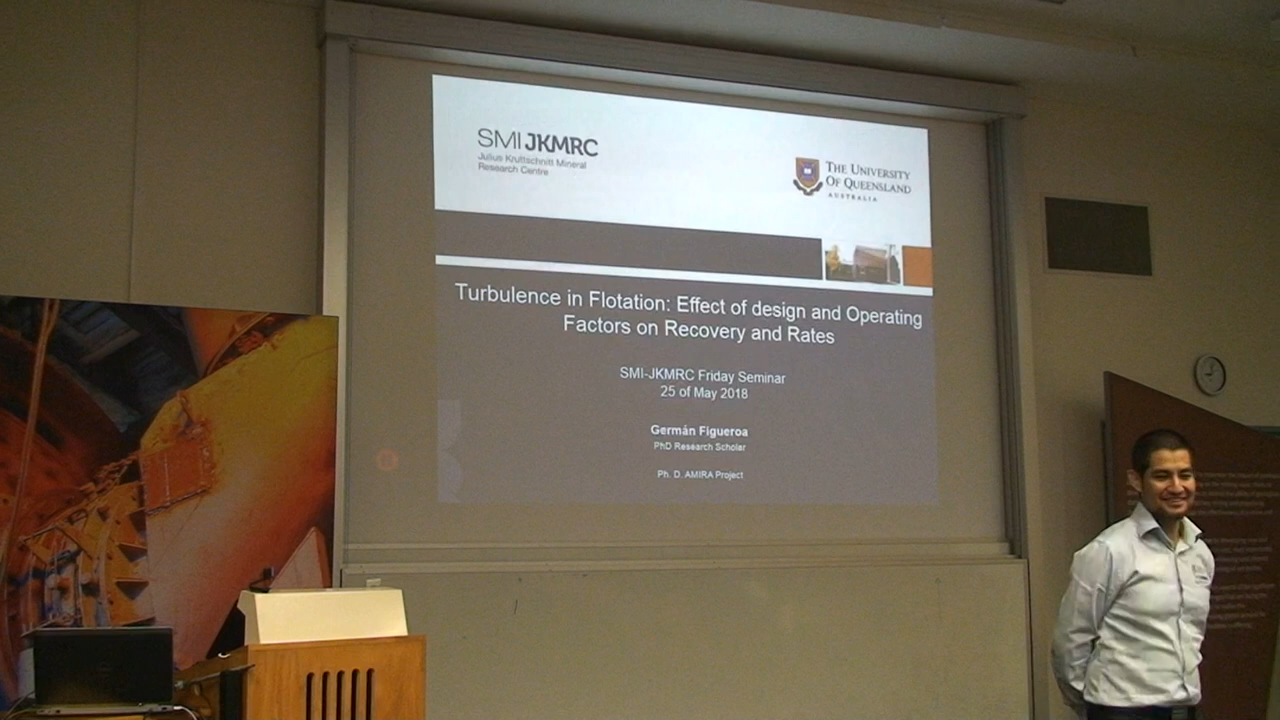 SMI JKMRC
Julius Kruttschnitt Mineral
Research Centre
THE UNIVERSITY
OF QUEENSLAND
AUSTRALIA
Turbulence in Flotation: Effect of design and Operating
Factors on Recovery and Rates
SMI-JKMRC Friday Seminar
25 of May 2018
Germán Figueroa
PhD Research Scholar
Ph. D. AMIRA Project